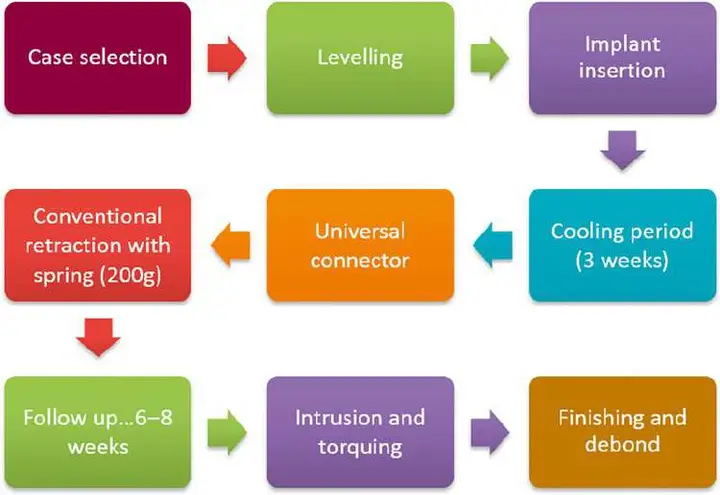 Case selection
Levelling
Implant
insertion
Cooling period
(3 weeks)
Universal
connector
Conventional
retraction with
spring (200g)
Follow up...6–8
weeks
Intrusion and
torquing
Finishing and
debond